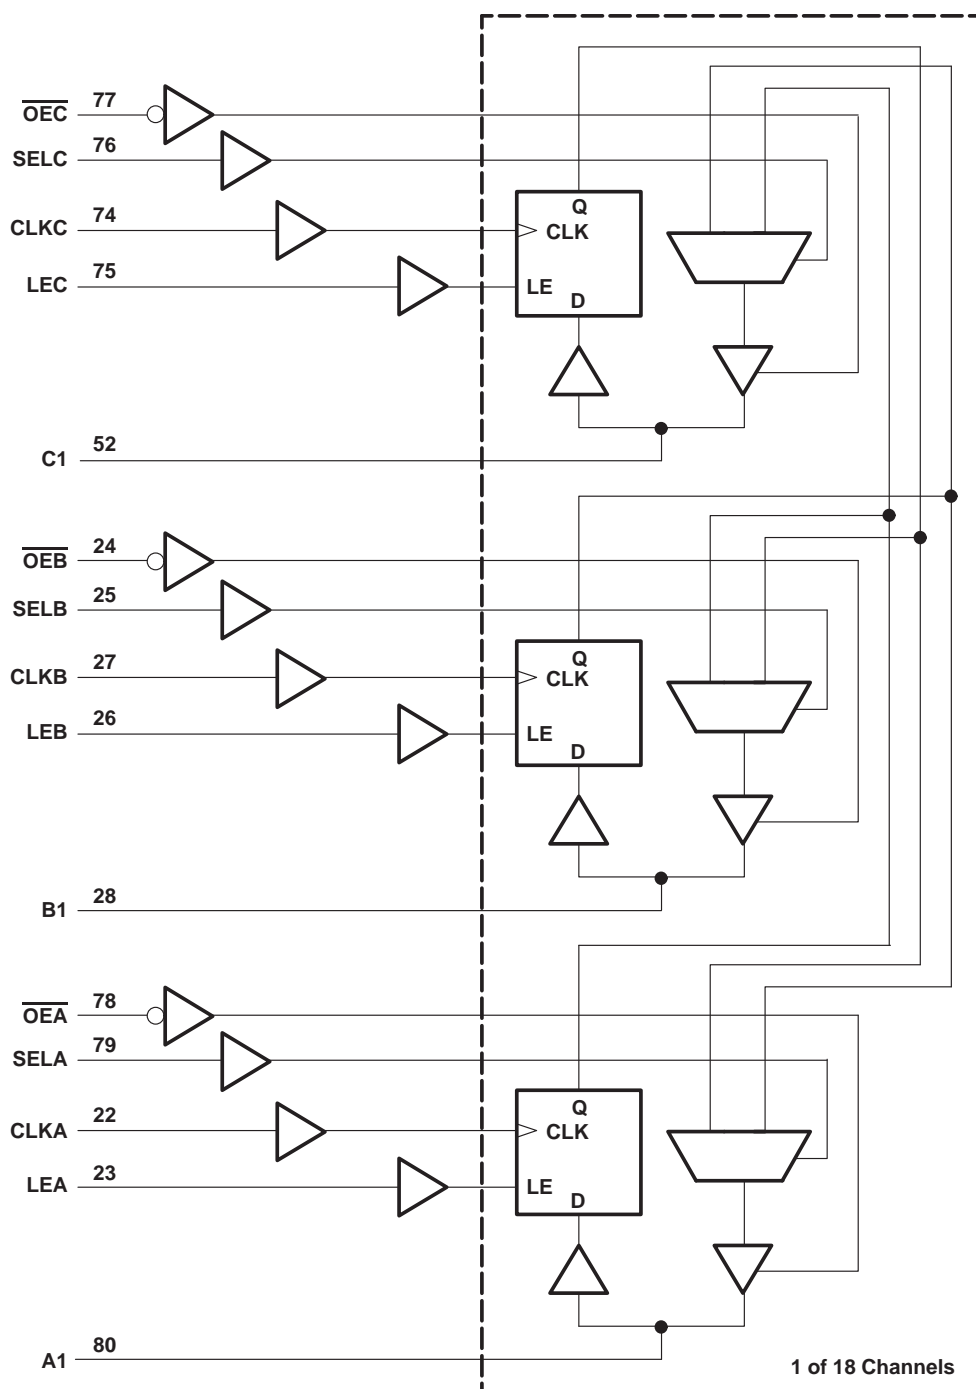 OEC 77
SELC 76
CLKC 74
LEC 75
Q
CLK
LE
D
C1 52
OEB 24
SELB 25
CLKB 27
LEB 26
Q
CLK
LE
D
B1 28
OEA 78
SELA 79
CLKA 22
LEA 23
Q
CLK
LE
D
A1 80
1 of 18 Channels